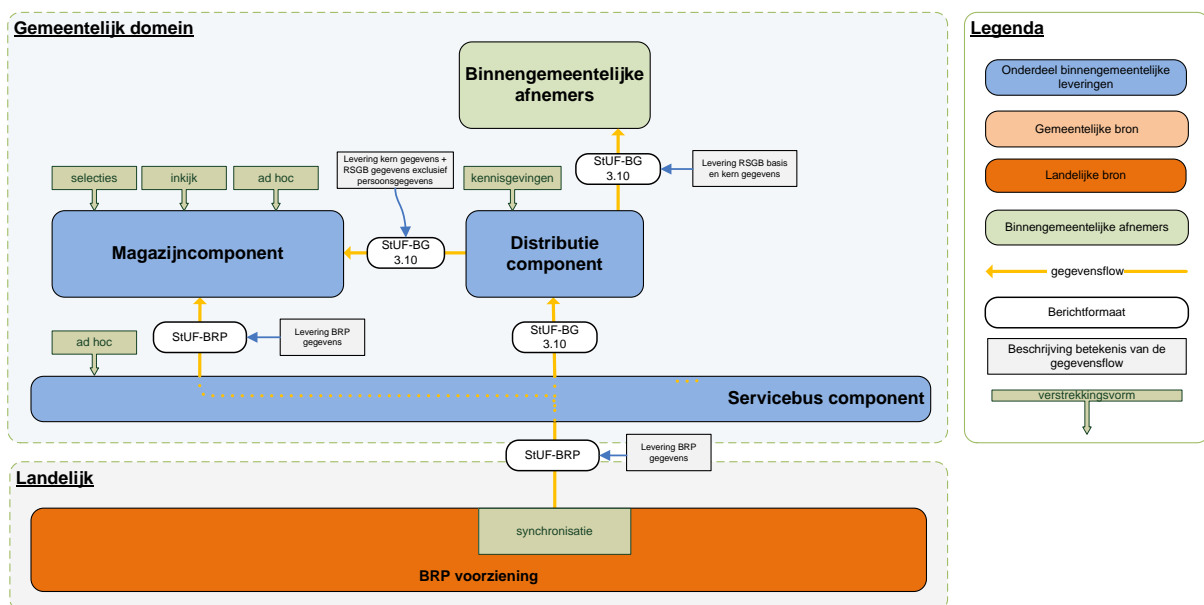 Gemeentelijk domein
Binnengemeentelijke
afnemers
StUF-BG
3.10
Levering RSGB basis
en kern gegevens
Levering kern gegevens +
RSGB gegevens exclusief
persoonsgegevens
selecties
inkijk
ad hoc
kennisgevingen
Magazijncomponent
StUF-BG
3.10
Distributie
component
ad hoc
StUF-BRP
Levering BRP
gegevens
StUF-BG
3.10
Servicebus component
StUF-BRP
Levering BRP
gegevens
Landelijk
synchronisatie
BRP voorziening
Legenda
Onderdeel binnengemeentelijke
leveringen
Gemeentelijke bron
Landelijke bron
Binnengemeentelijke afnemers
gegevensflow
Berichtformaat
Beschrijving betekenis van de
gegevensflow
verstrekkingsvorm